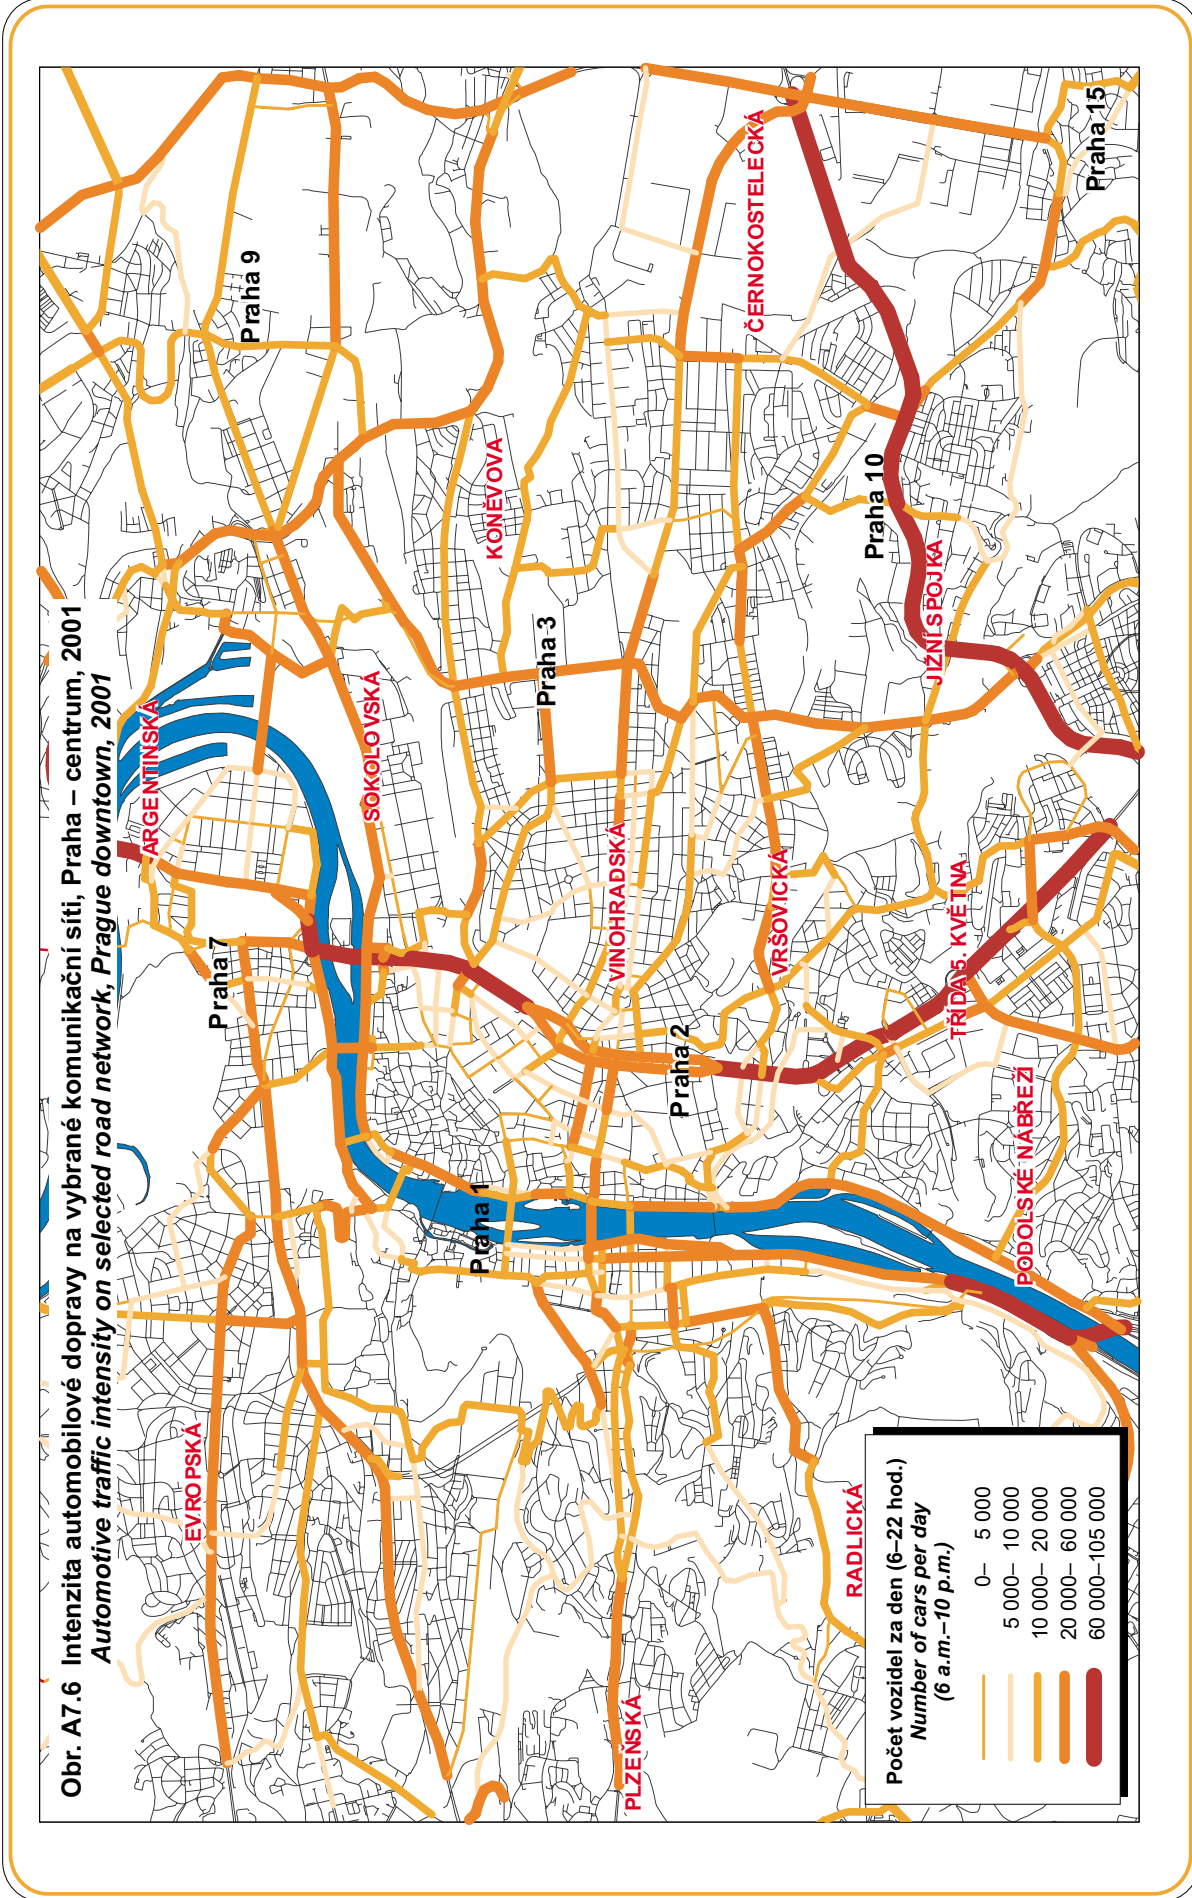 Obr. A7.6 Intenzita automobilové dopravy na vybrané komunikační síti, Praha – centrum, 2001
Automotive traffic intensity on selected road network, Prague downtown, 2001
ARGENTINSKÁ
Praha 9
EVROPSKÁ
Praha 7
SOKOLOVSKÁ
KONĚVOVA
Praha 1
Praha 3
PLZEŇSKÁ
VINOHRADSKÁ
Praha 2
ČERNOKOSTELECKÁ
VRŠOVICKÁ
RADLICKÁ
Praha 10
JIŽNÍ SPOJKA
TŘÍDA 5. KVĚTNA
PODOLSKÉ NÁBŘEŽÍ
Praha 15
Počet vozidel za den (6–22 hod.)
Number of cars per day
(6 a.m.–10 p.m.)
0– 5 000
5 000– 10 000
10 000– 20 000
20 000– 60 000
60 000–105 000